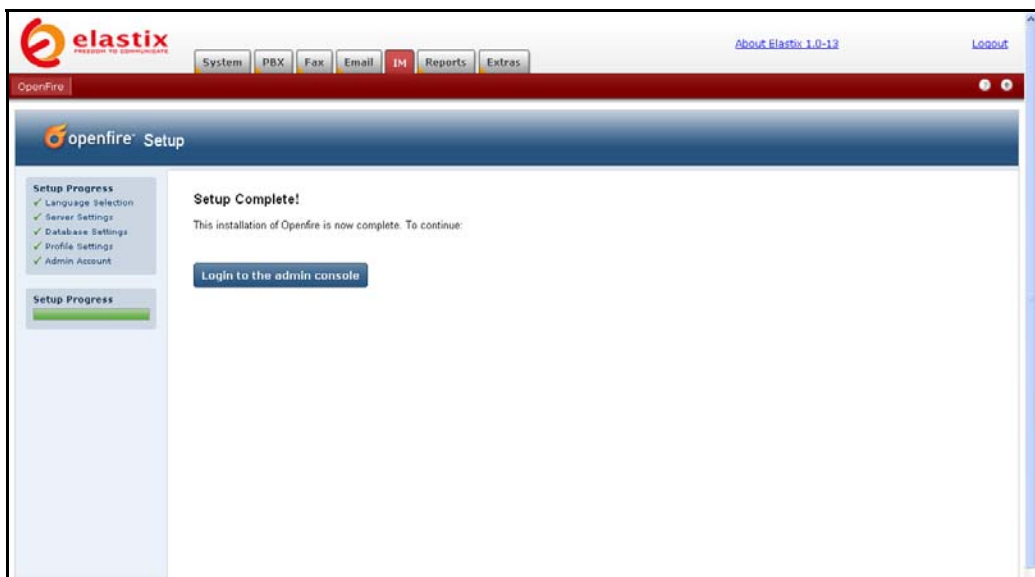 elastix
FREEDOM TO COMMUNICATE
About Elastix 1.0-13
Logout
System PBX Fax Email IM Reports Extras
OpenFire
openfire Setup
Setup Progress
✓ Language Selection
✓ Server Settings
✓ Database Settings
✓ Profile Settings
✓ Admin Account
Setup Progress
Setup Complete!
This installation of Openfire is now complete. To continue:
Login to the admin console